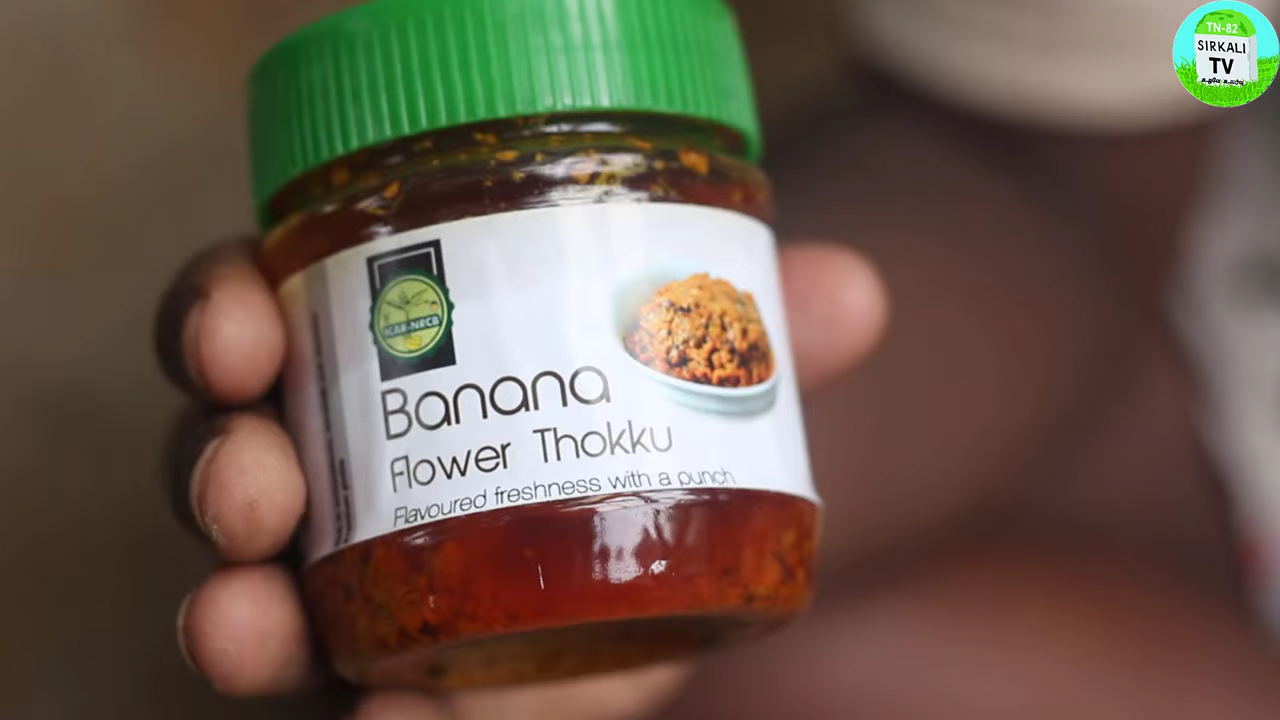 TN-82
SIRKALI
TV
ICAR-NRCB
Banana
Flower Thokku
Flavoured freshness with a punch